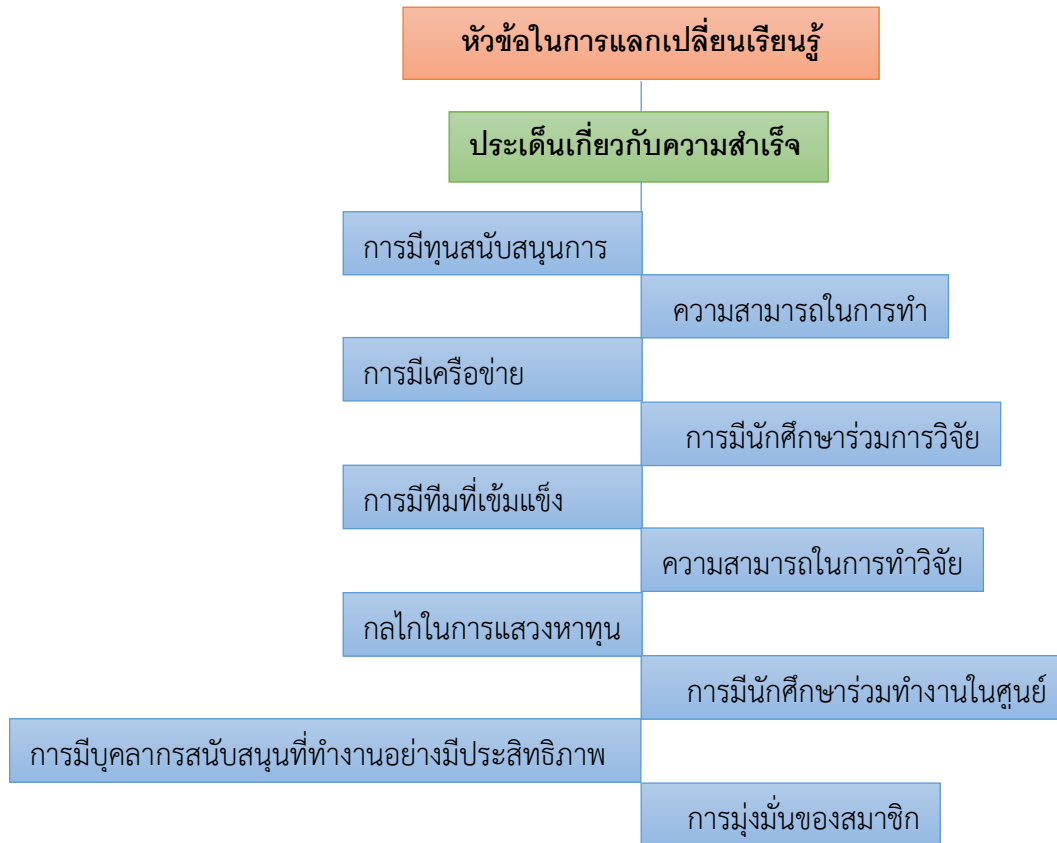 หัวข้อในการแลกเปลี่ยนเรียนรู้
ประเด็นเกี่ยวกับความสำเร็จ
การมีทุนสนับสนุนการ
ความสามารถในการทำ
การมีเครือข่าย
การมีนักศึกษาร่วมการวิจัย
การมีทีมที่เข้มแข็ง
ความสามารถในการทำวิจัย
กลไกในการแสวงหาทุน
การมีนักศึกษาร่วมทำงานในศูนย์
การมีบุคลากรสนับสนุนที่ทำงานอย่างมีประสิทธิภาพ
การมุ่งมั่นของสมาชิก